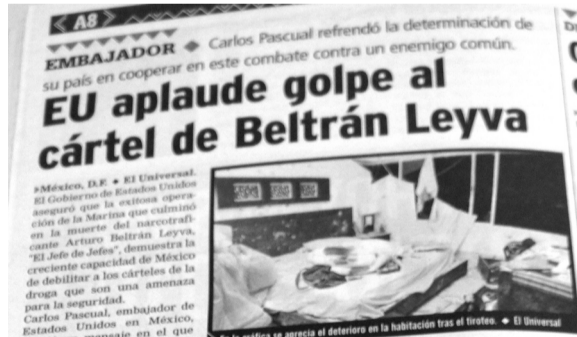 A8
EMBAJADOR ◆ Carlos Pascual refrendó la determinación de
su país en cooperar en este combate contra un enemigo común.
EU aplaude golpe al
cártel de Beltrán Leyva
México, D.F. ◆ El Universal.
El Gobierno de Estados Unidos
aseguró que la exitosa opera-
ción de la Marina que culminó
en la muerte del narcotrafi-
cante Arturo Beltrán Leyva,
"El Jefe de Jefes", demuestra la
creciente capacidad de México
de debilitar a los cárteles de la
droga que son una amenaza
para la seguridad.
Carlos Pascual, embajador de
Estados Unidos en México,
mensaje en el que
gráfica se aprecia el deterioro en la habitación tras el tiroteo. ◆ El Universal